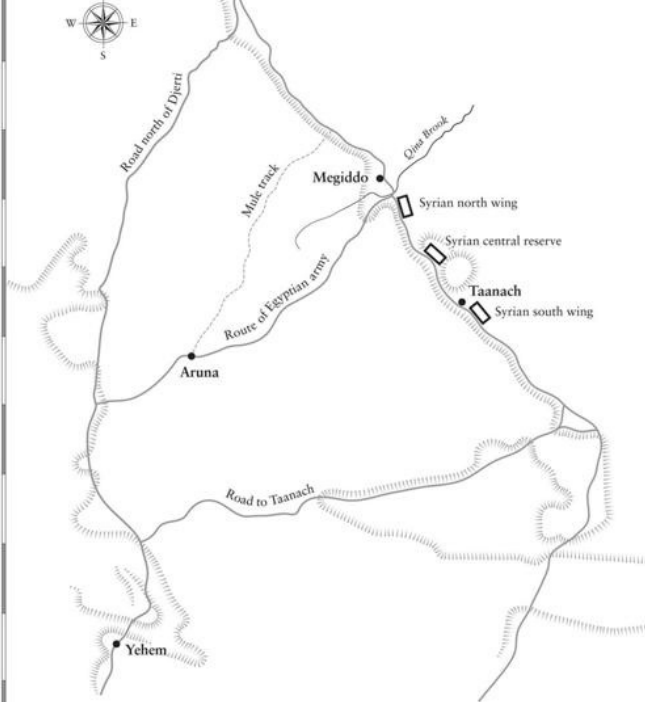 W
E
S
Road north of Djerti
Qina Brook
Mule track
Megiddo
Syrian north wing
Syrian central reserve
Route of Egyptian army
Taanach
Syrian south wing
Aruna
Road to Taanach
Yehem